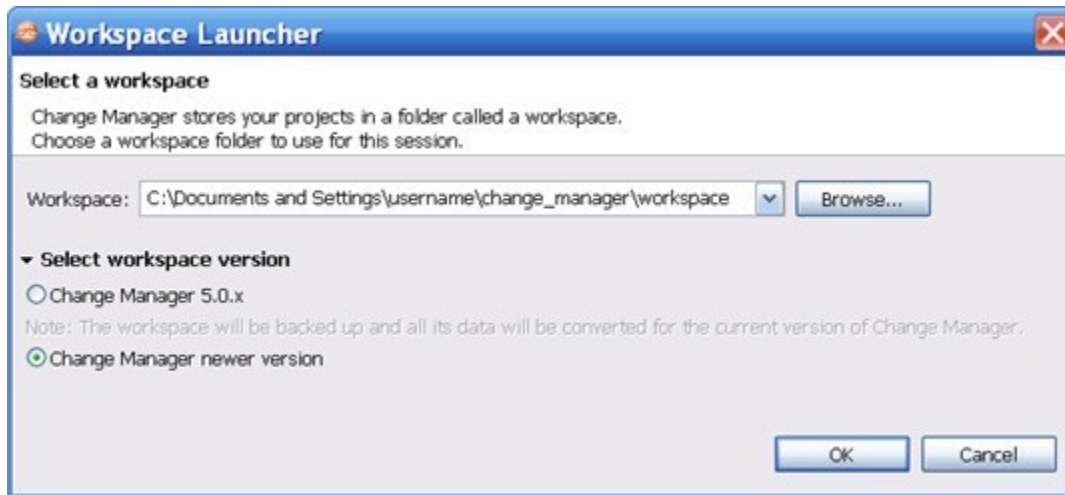 Workspace Launcher
Select a workspace
Change Manager stores your projects in a folder called a workspace.
Choose a workspace folder to use for this session.
Workspace: C:\Documents and Settings\username\change_manager\workspace Browse...
Select workspace version
Change Manager 5.0.x
Note: The workspace will be backed up and all its data will be converted for the current version of Change Manager.
Change Manager newer version
OK Cancel